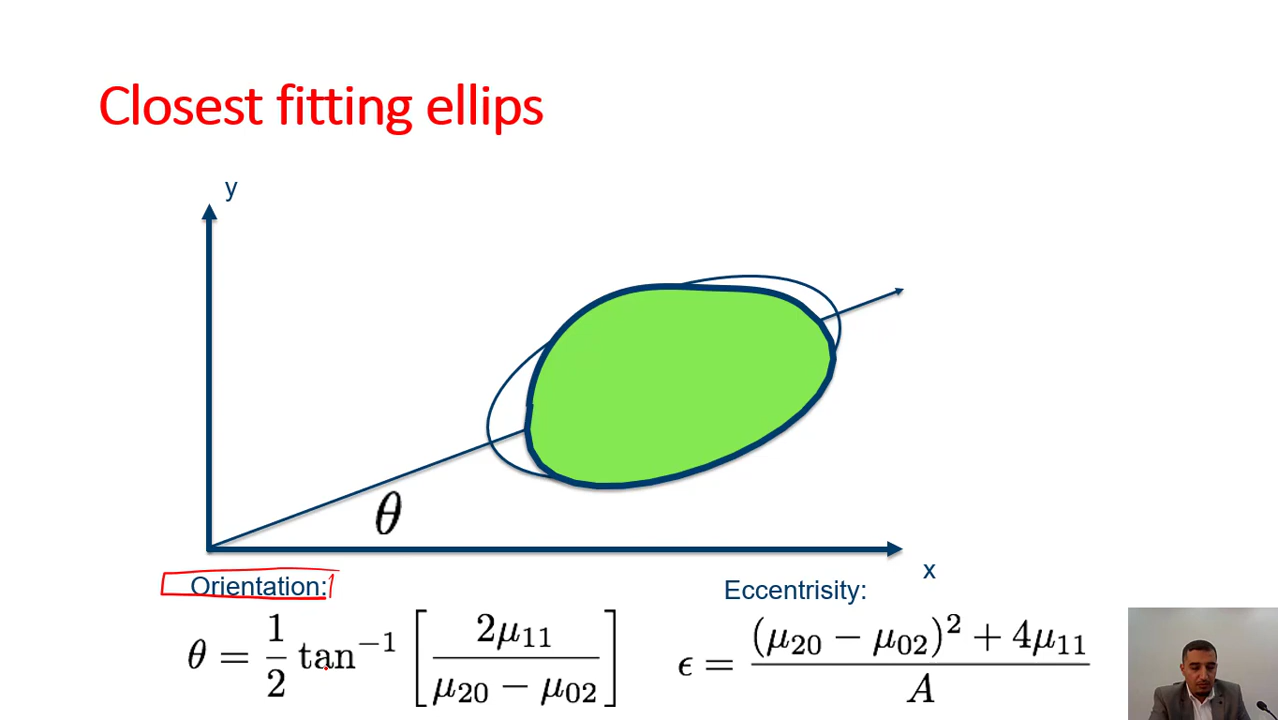 Closest fitting ellips
y
θ
x
Orientation:
Eccentrisity:
θ = 1/2 tan⁻¹ [ 2μ₁₁ / μ₂₀ − μ₀₂ ]
ϵ = (μ₂₀ − μ₀₂)² + 4μ₁₁ / A